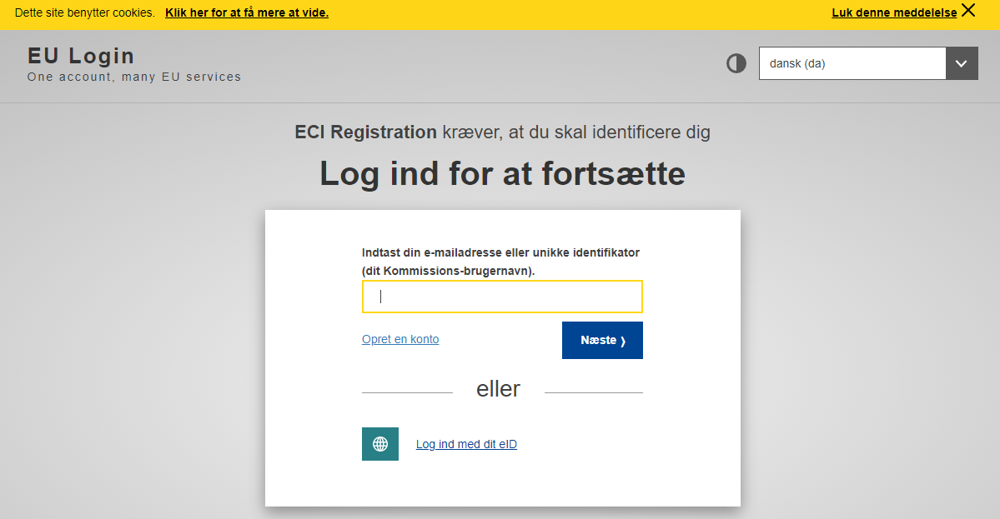 Dette site benytter cookies. Klik her for at få mere at vide. Luk denne meddelelse
EU Login
One account, many EU services
dansk (da)
ECI Registration kræver, at du skal identificere dig
Log ind for at fortsætte
Indtast din e-mailadresse eller unikke identifikator
(dit Kommissions-brugernavn).
Opret en konto
Næste ❭
eller
Log ind med dit eID